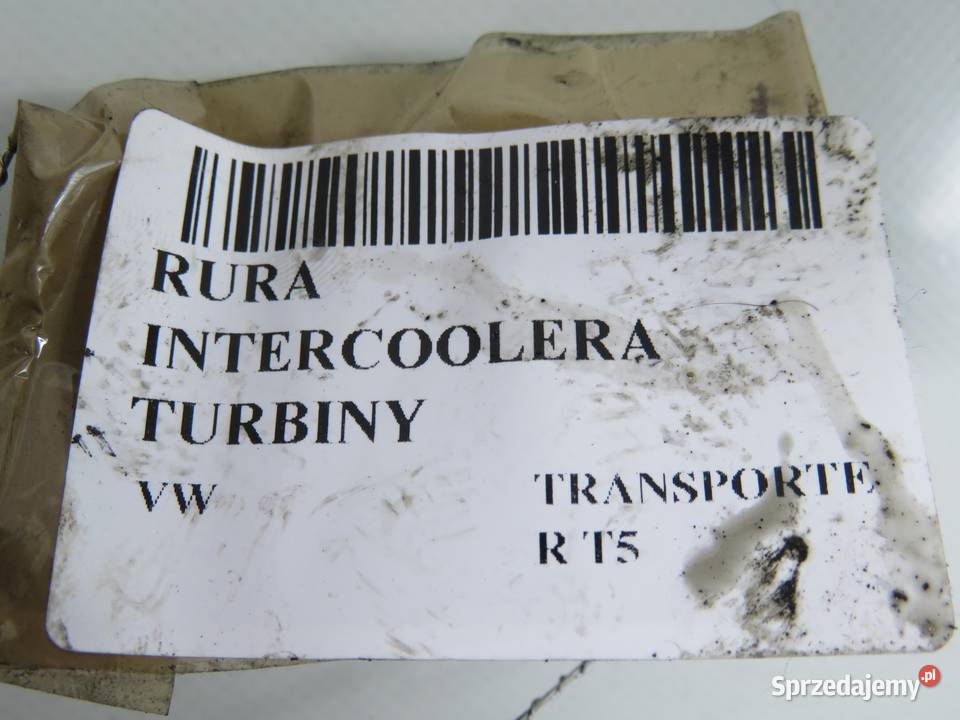 RURA
INTERCOOLERA
TURBINY
VW TRANSPORTE
R T5
Sprzedajemy.pl